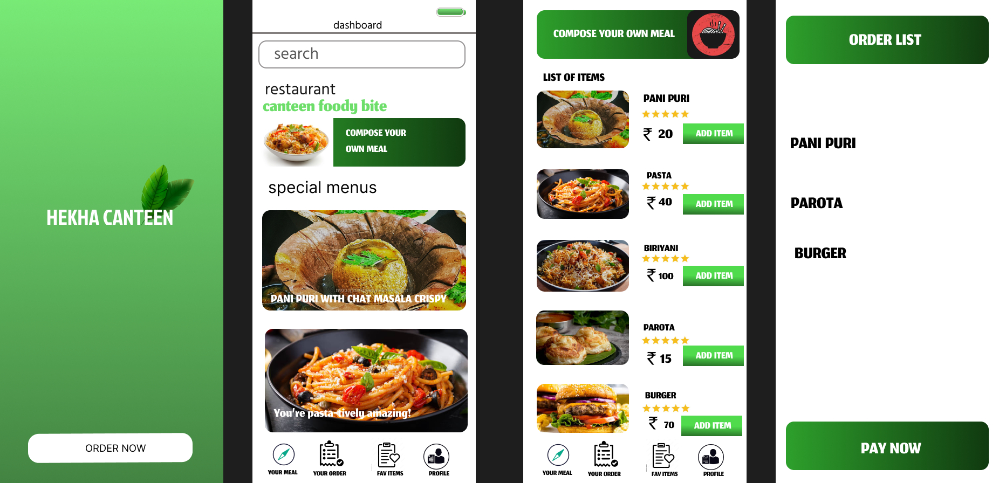 HEKHA CANTEEN
ORDER NOW
dashboard
search
restaurant
canteen foody bite
COMPOSE YOUR
OWN MEAL
special menus
PANI PURI WITH CHAT MASALA CRISPY
You're pasta-tively amazing!
YOUR MEAL
YOUR ORDER
FAV ITEMS
PROFILE
COMPOSE YOUR OWN MEAL
LIST OF ITEMS
PANI PURI
₹ 20
ADD ITEM
PASTA
₹ 40
ADD ITEM
BIRIYANI
₹ 100
ADD ITEM
PAROTA
₹ 15
ADD ITEM
BURGER
₹ 70
ADD ITEM
YOUR MEAL
YOUR ORDER
FAV ITEMS
PROFILE
ORDER LIST
PANI PURI
PAROTA
BURGER
PAY NOW